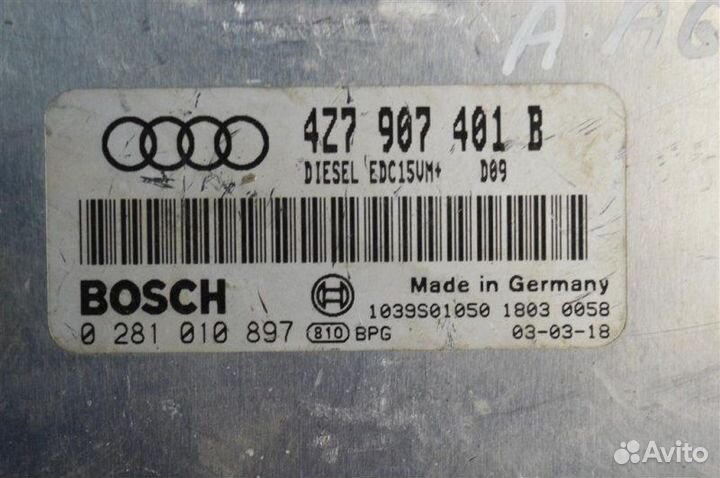 4Z7 907 401 B
DIESEL EDC15VM+ D09
BOSCH
Made in Germany
1039S01050 1803 0058
0 281 010 897 810 BPG 03-03-18
Avito